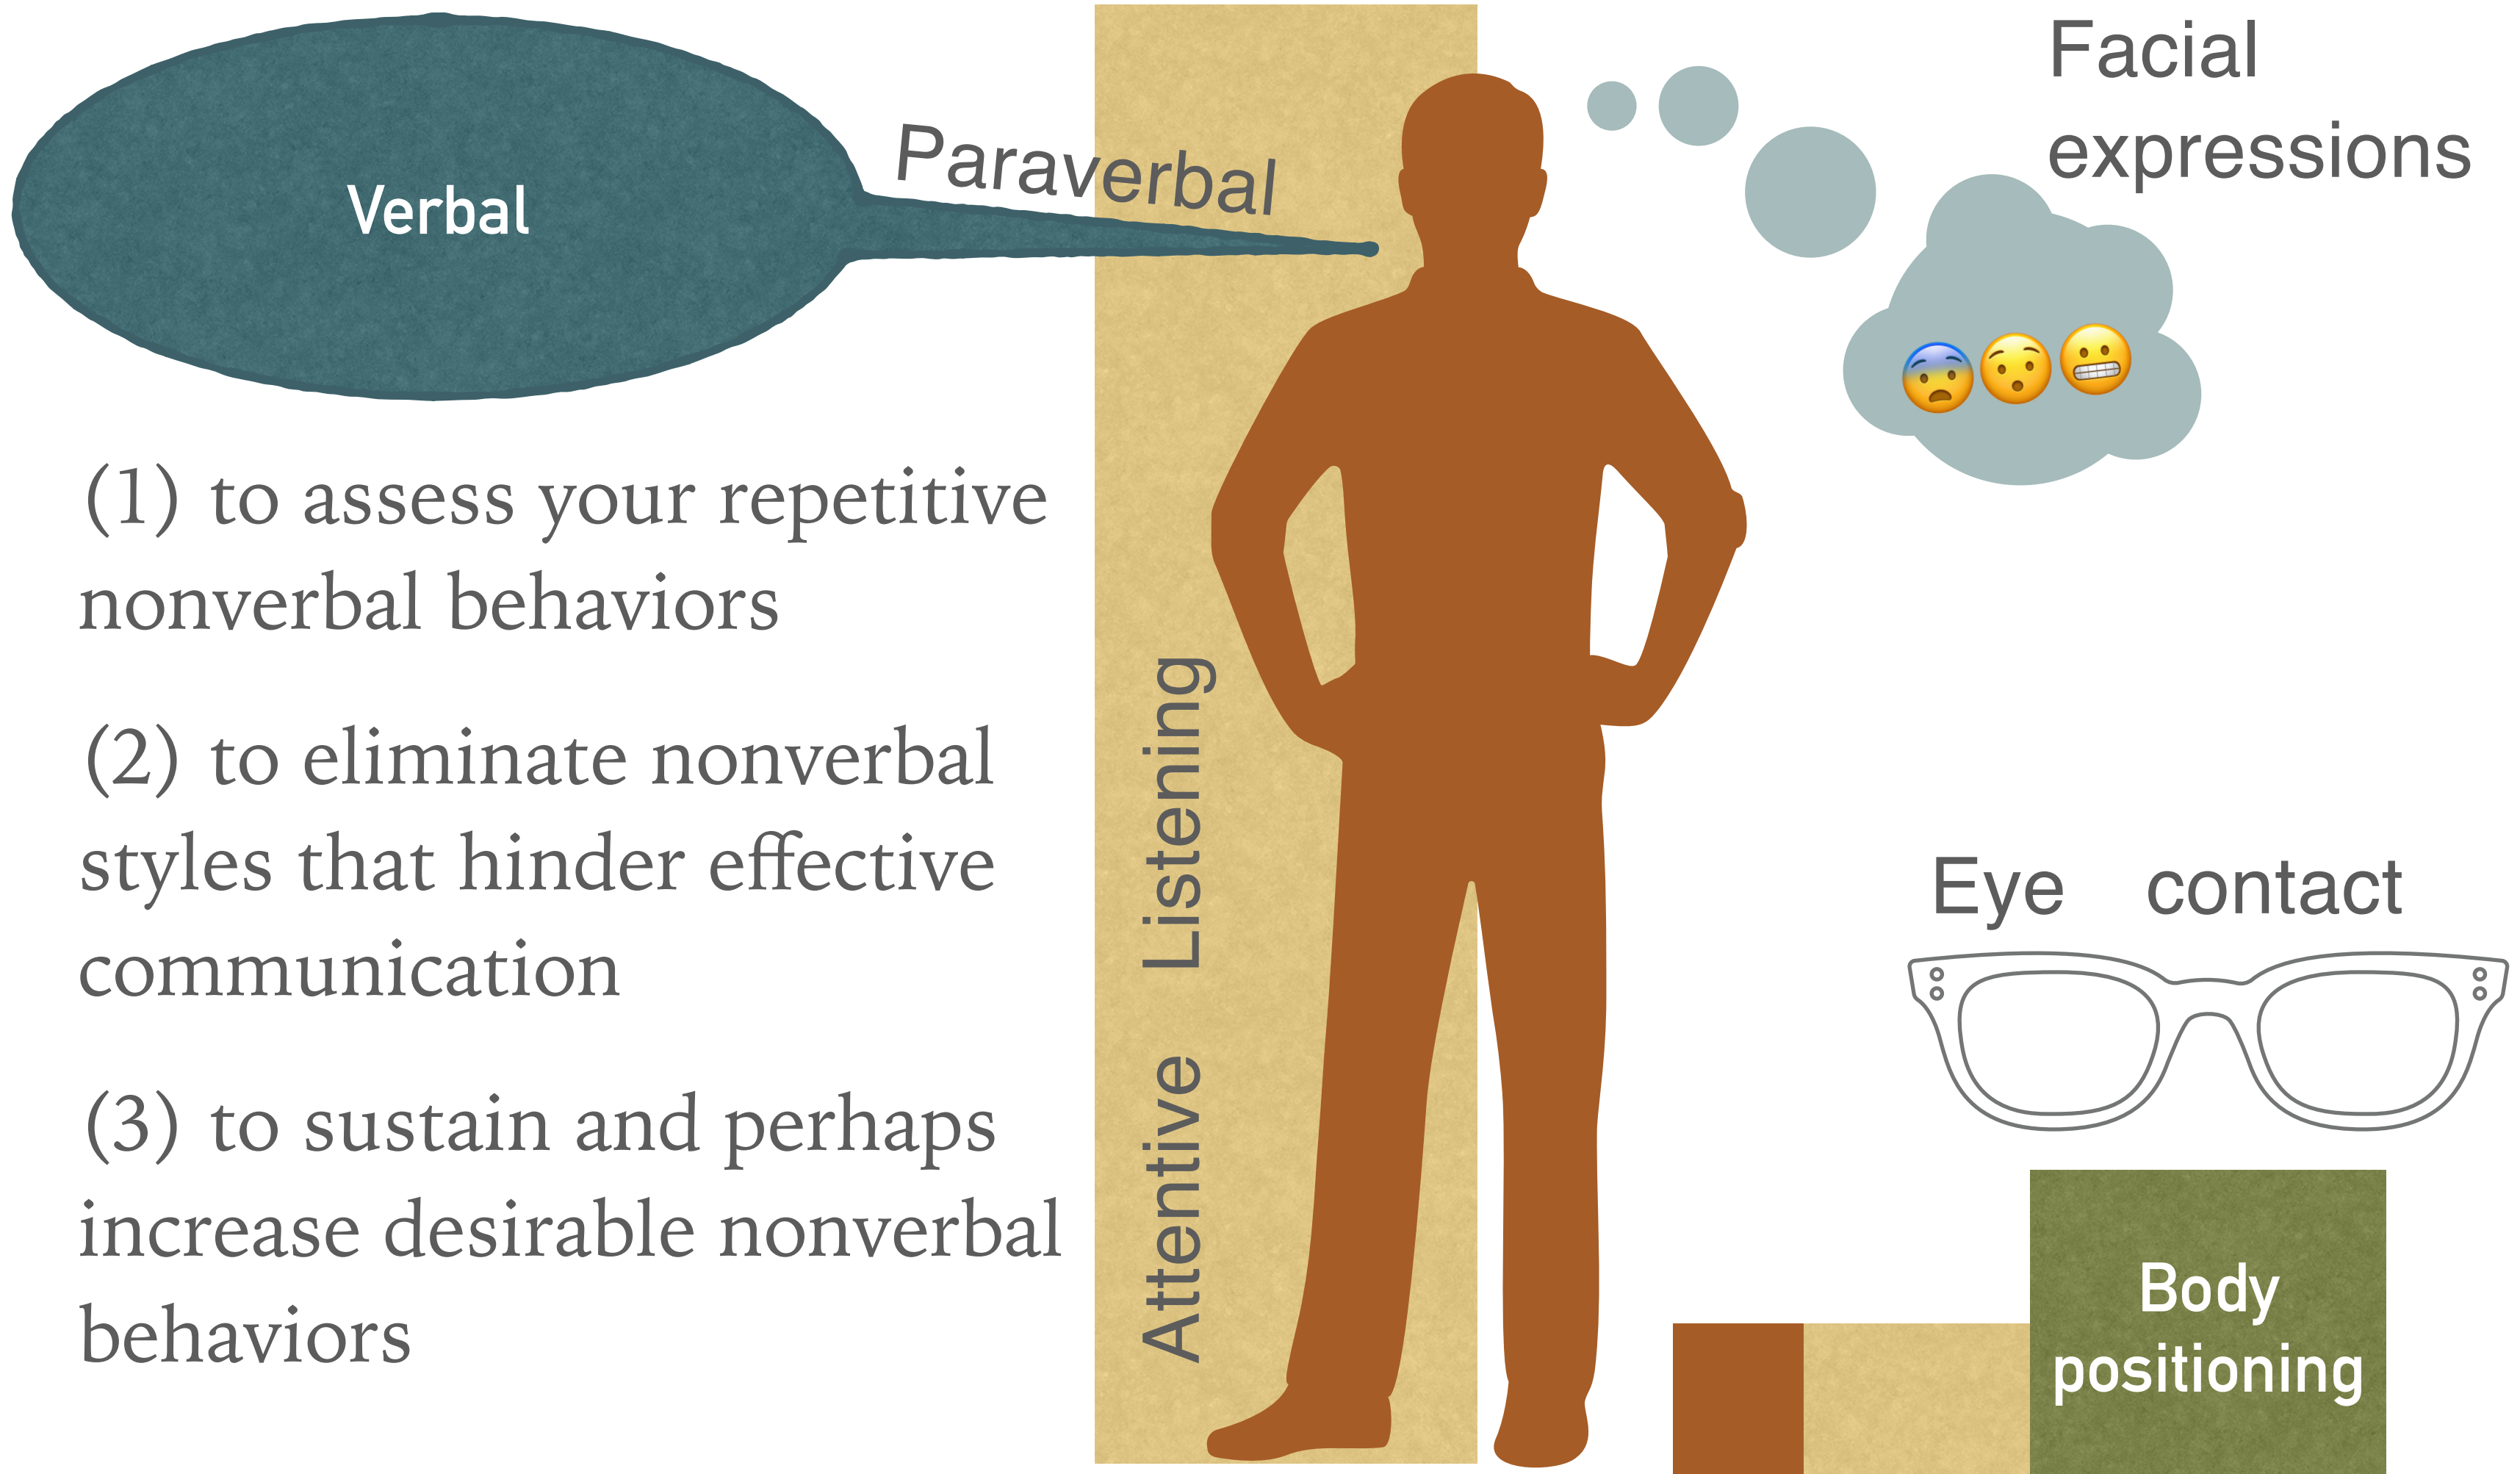 Verbal
Paraverbal
Facial
expressions
(1) to assess your repetitive
nonverbal behaviors
(2) to eliminate nonverbal
styles that hinder effective
communication
(3) to sustain and perhaps
increase desirable nonverbal
behaviors
Attentive Listening
Eye contact
Body
positioning